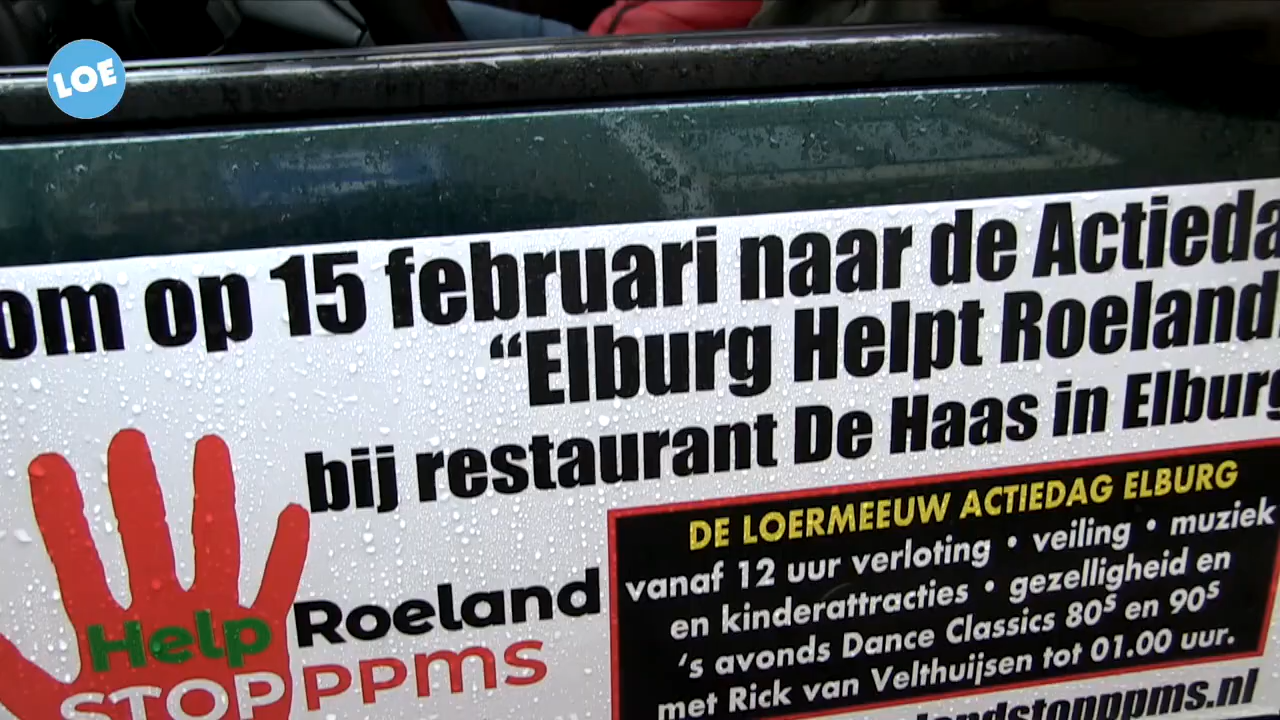 LOE
om op 15 februari naar de Actieda
“Elburg Helpt Roeland
bij restaurant De Haas in Elburg
DE LOERMEEUW ACTIEDAG ELBURG
vanaf 12 uur verloting • veiling • muziek
en kinderattracties • gezelligheid en
‘s avonds Dance Classics 80s en 90s
met Rick van Velthuijsen tot 01.00 uur.
Help Roeland
STOP PPMS
landstopppms.nl